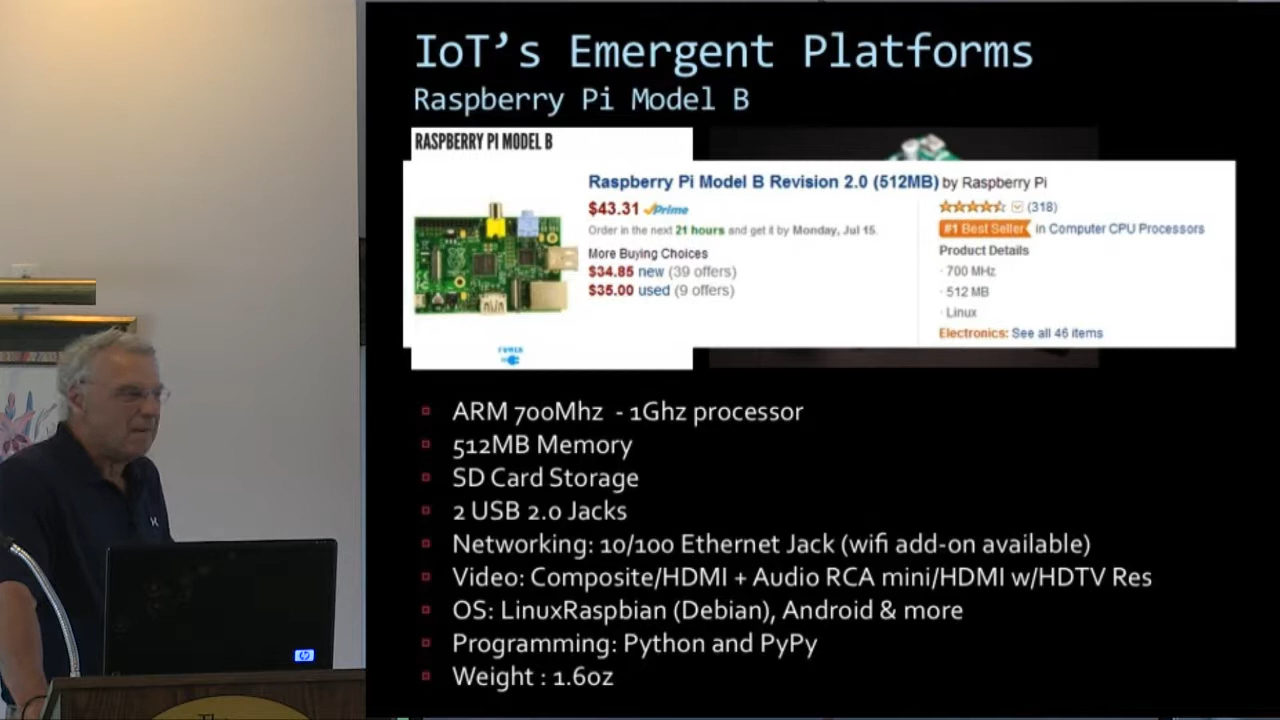 IoT's Emergent Platforms
Raspberry Pi Model B
RASPBERRY PI MODEL B
Raspberry Pi Model B Revision 2.0 (512MB) by Raspberry Pi
$43.31 Prime
(318)
Order in the next 21 hours and get it by Monday, Jul 15.
#1 Best Seller in Computer CPU Processors
More Buying Choices
Product Details
$34.85 new (39 offers)
· 700 MHz
$35.00 used (9 offers)
· 512 MB
· Linux
Electronics: See all 46 items
POWER
ARM 700Mhz - 1Ghz processor
512MB Memory
SD Card Storage
2 USB 2.0 Jacks
Networking: 10/100 Ethernet Jack (wifi add-on available)
Video: Composite/HDMI + Audio RCA mini/HDMI w/HDTV Res
OS: LinuxRaspbian (Debian), Android & more
Programming: Python and PyPy
Weight : 1.6oz
hp